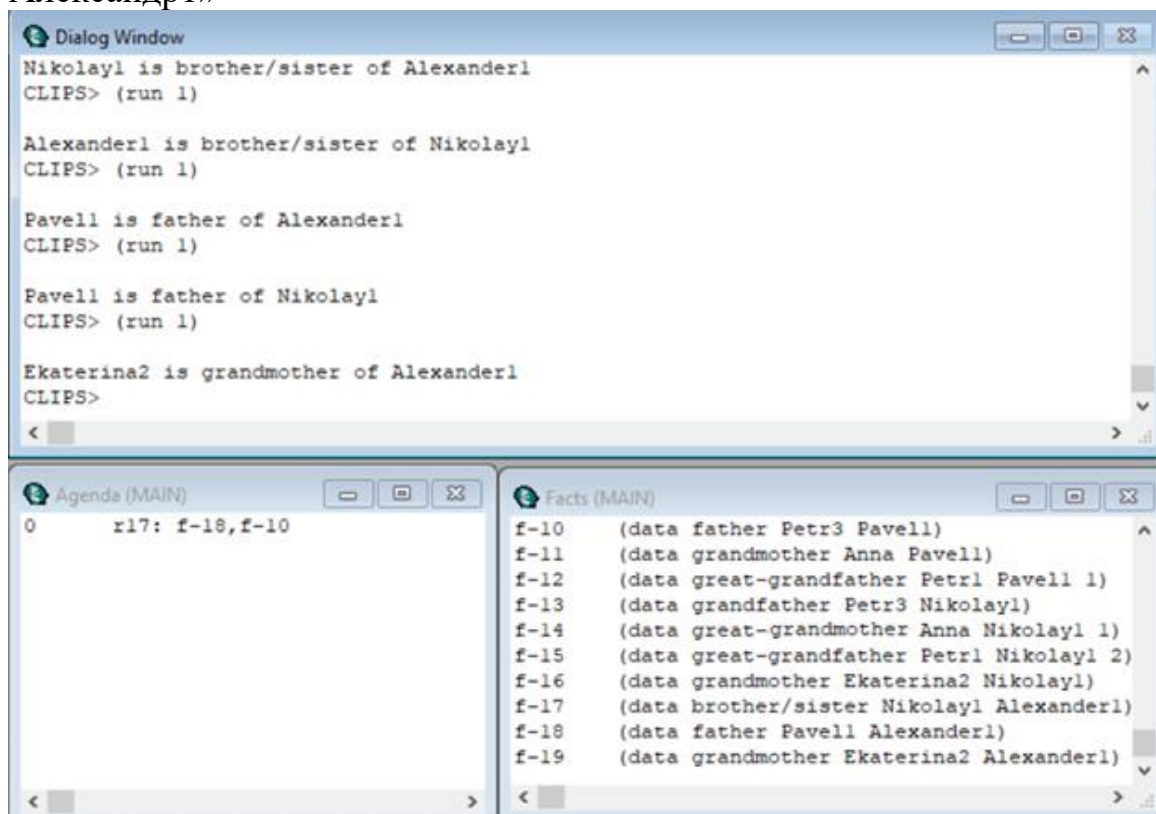 Александр1»
Dialog Window
Nikolay1 is brother/sister of Alexander1
CLIPS> (run 1)
Alexander1 is brother/sister of Nikolay1
CLIPS> (run 1)
Pavel1 is father of Alexander1
CLIPS> (run 1)
Pavel1 is father of Nikolay1
CLIPS> (run 1)
Ekaterina2 is grandmother of Alexander1
CLIPS>
Agenda (MAIN)
0 r17: f-18,f-10
Facts (MAIN)
f-10 (data father Petr3 Pavel1)
f-11 (data grandmother Anna Pavel1)
f-12 (data great-grandfather Petr1 Pavel1 1)
f-13 (data grandfather Petr3 Nikolay1)
f-14 (data great-grandmother Anna Nikolay1 1)
f-15 (data great-grandfather Petr1 Nikolay1 2)
f-16 (data grandmother Ekaterina2 Nikolay1)
f-17 (data brother/sister Nikolay1 Alexander1)
f-18 (data father Pavel1 Alexander1)
f-19 (data grandmother Ekaterina2 Alexander1)